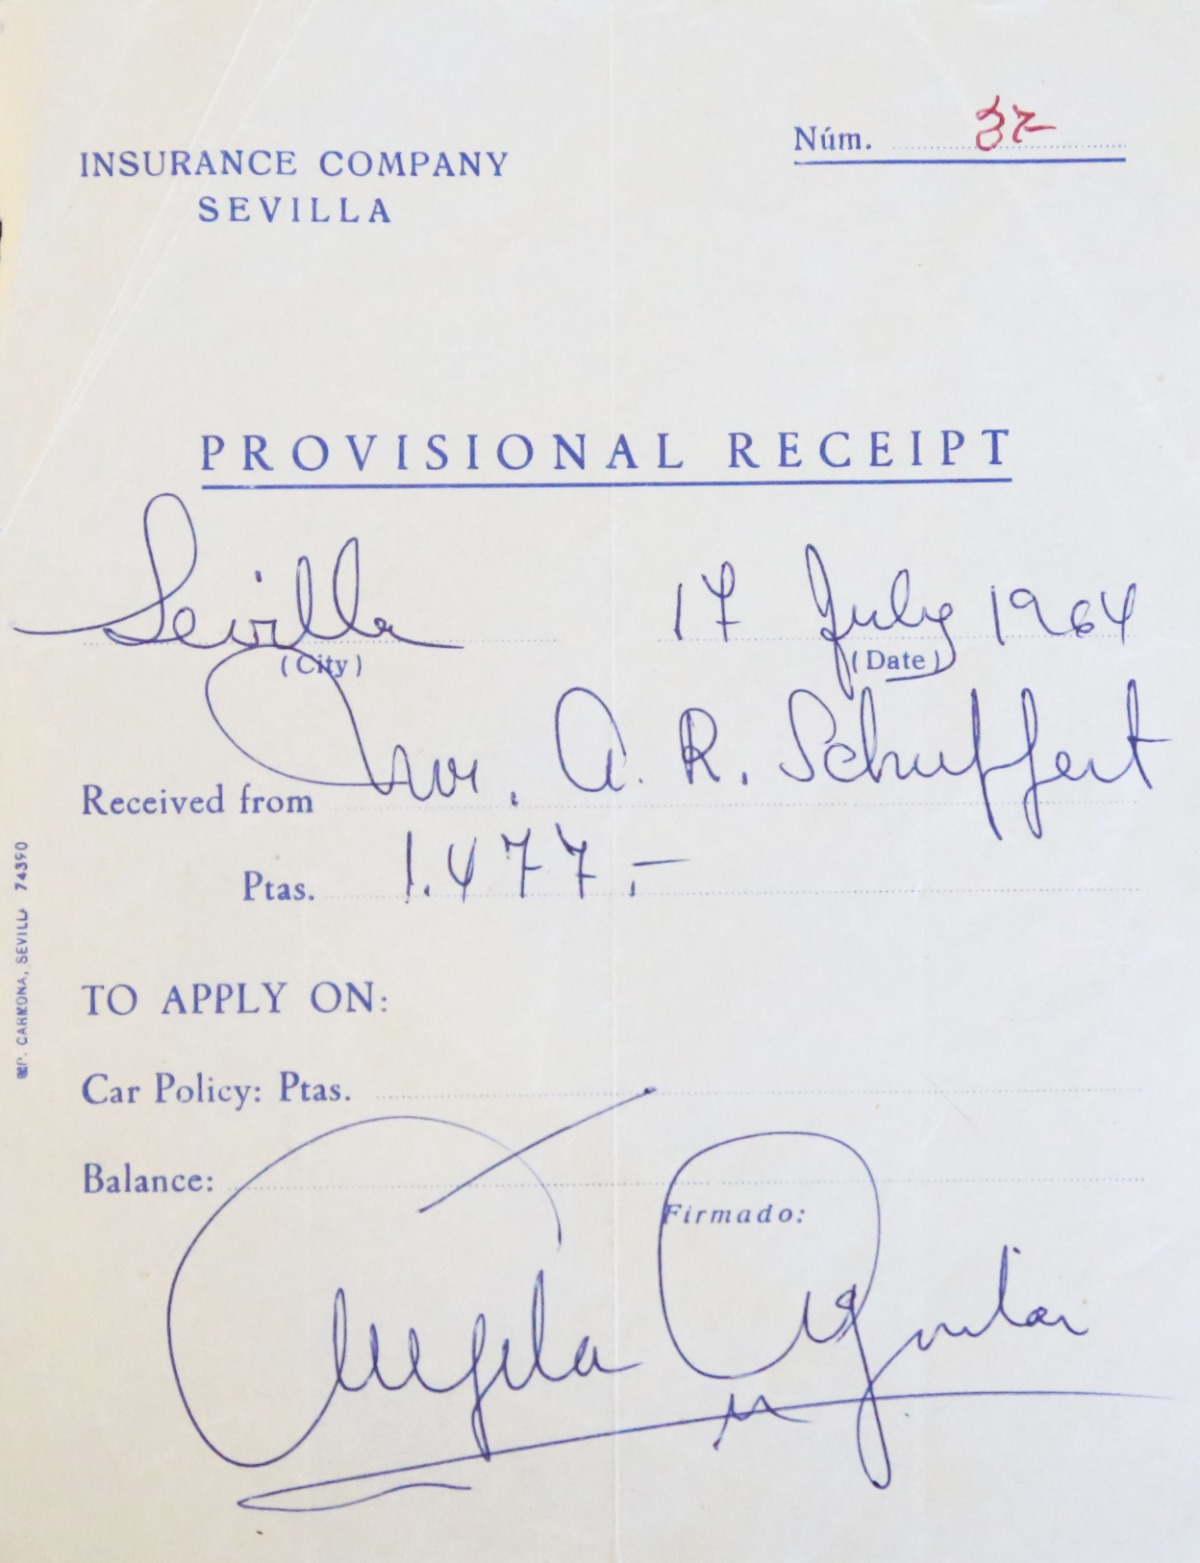 INSURANCE COMPANY
SEVILLA
Núm. 37
PROVISIONAL RECEIPT
Sevilla 17 July 1964
(City) (Date)
Received from Mr. A. R. Schuffert
Ptas. 1.477.-
TO APPLY ON:
Car Policy: Ptas.
Balance:
Firmado:
Angela Aguilar
IMP. CARMONA, SEVILLA 74390